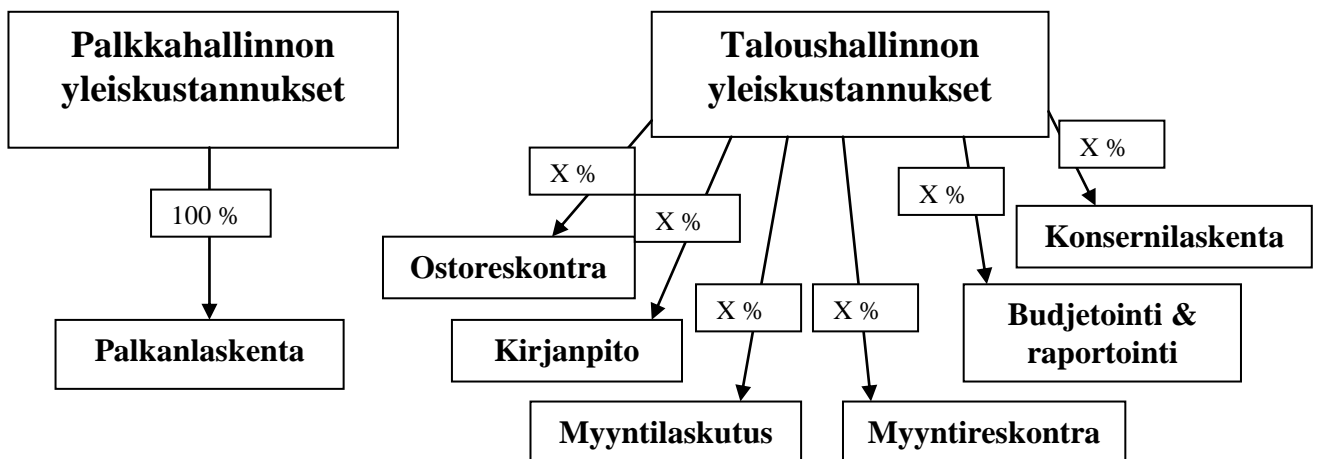 Palkkahallinnon
yleiskustannukset
100 %
Palkanlaskenta
Taloushallinnon
yleiskustannukset
X %
X %
X %
X %
X %
X %
Ostoreskontra
Kirjanpito
Myyntilaskutus
Myyntireskontra
Budjetointi &
raportointi
Konsernilaskenta